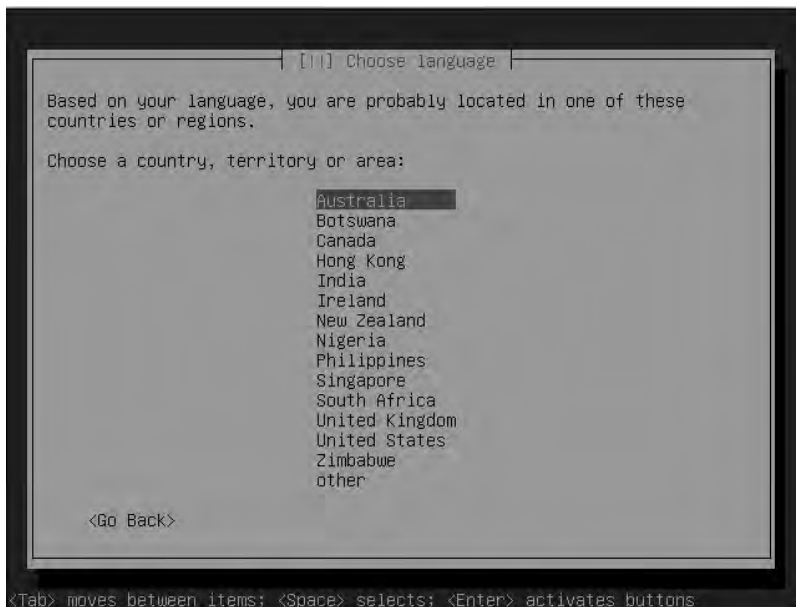 [!!] Choose language
Based on your language, you are probably located in one of these
countries or regions.
Choose a country, territory or area:
Australia
Botswana
Canada
Hong Kong
India
Ireland
New Zealand
Nigeria
Philippines
Singapore
South Africa
United Kingdom
United States
Zimbabwe
other
<Go Back>
<Tab> moves between items; <Space> selects; <Enter> activates buttons